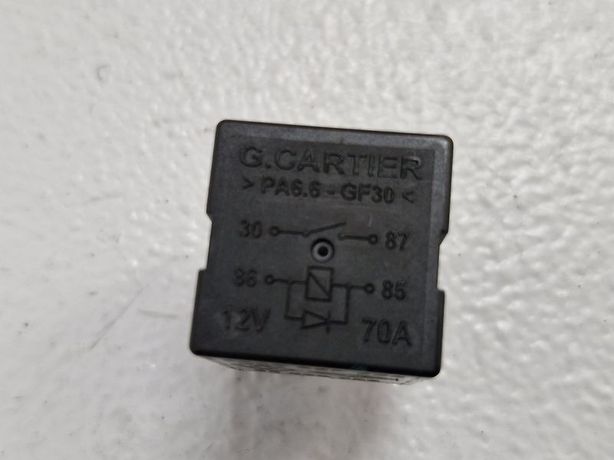 G.CARTIER
> PA6.6 - GF30 <
30 87
86 85
12V 70A